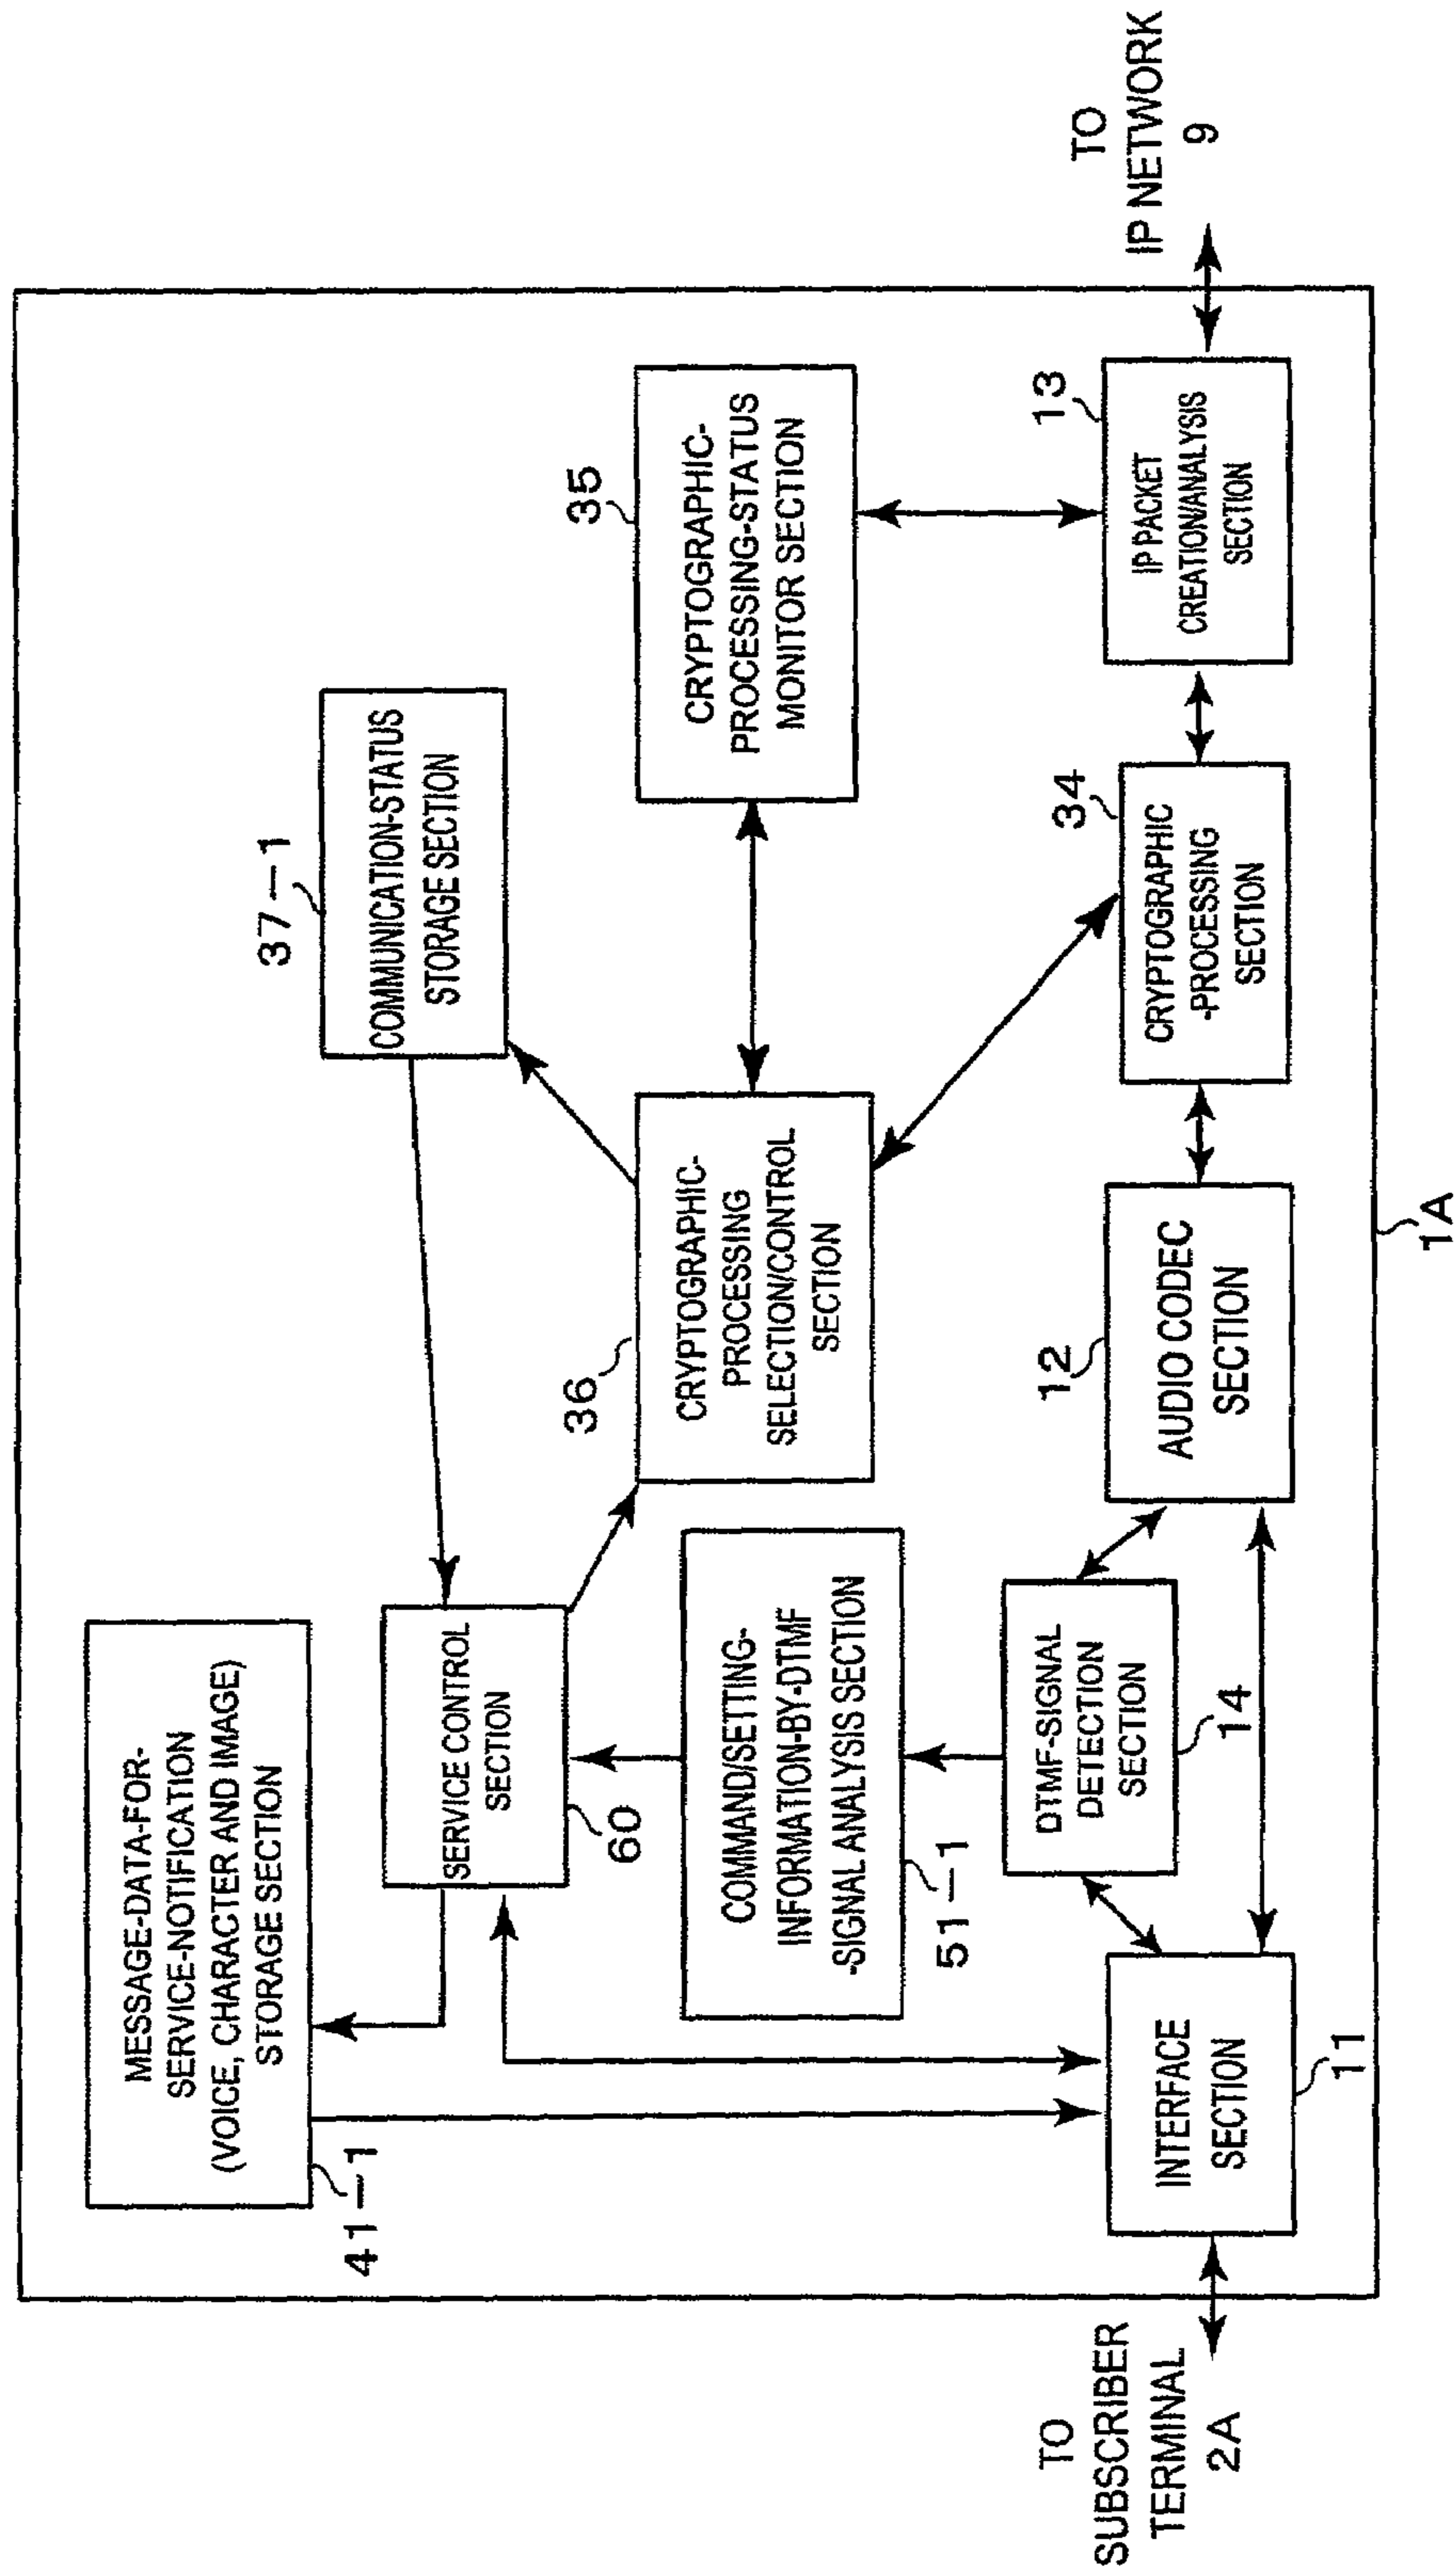 MESSAGE-DATA-FOR-
SERVICE-NOTIFICATION
(VOICE, CHARACTER AND IMAGE)
STORAGE SECTION
41-1
SERVICE CONTROL
SECTION
60
37-1
COMMUNICATION-STATUS
STORAGE SECTION
COMMAND/SETTING-
INFORMATION-BY-DTMF
-SIGNAL ANALYSIS SECTION
51-1
36
CRYPTOGRAPHIC-
PROCESSING
SELECTION/CONTROL
SECTION
35
CRYPTOGRAPHIC-
PROCESSING-STATUS
MONITOR SECTION
TO
SUBSCRIBER
TERMINAL
2A
INTERFACE
SECTION
11
DTMF-SIGNAL
DETECTION
SECTION
14
12
AUDIO CODEC
SECTION
34
CRYPTOGRAPHIC
-PROCESSING
SECTION
13
IP PACKET
CREATION/ANALYSIS
SECTION
TO
IP NETWORK
9
1A